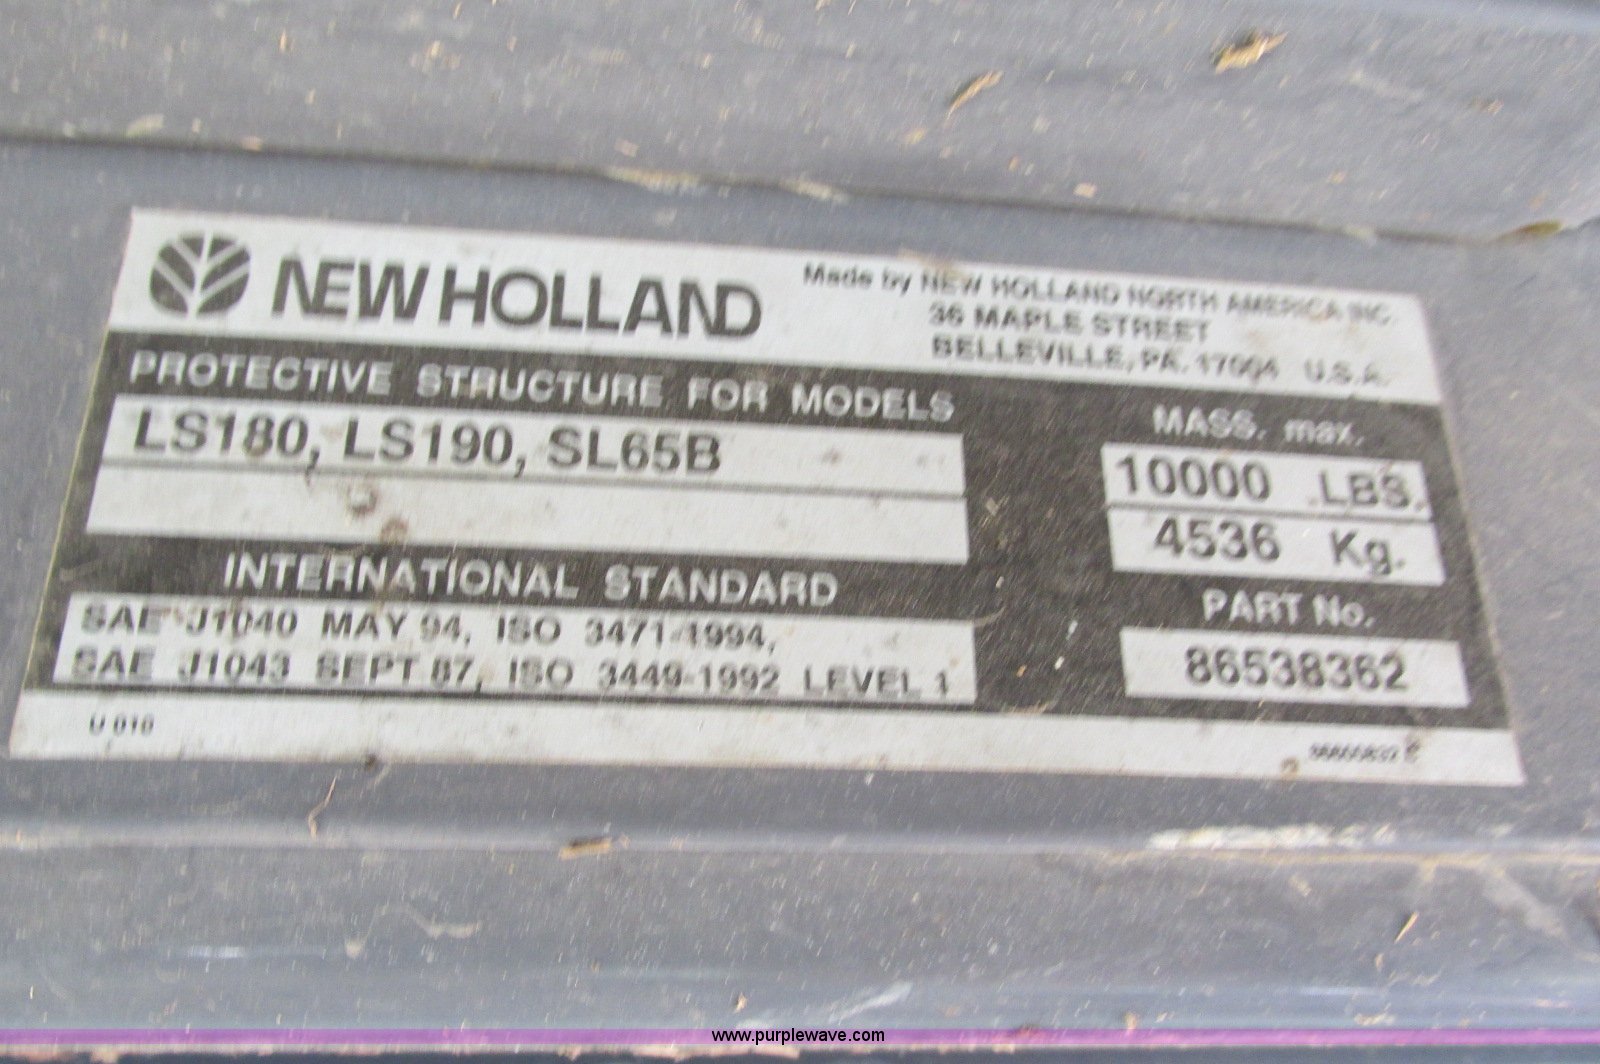 NEW HOLLAND
Made by NEW HOLLAND NORTH AMERICA INC.
36 MAPLE STREET
BELLEVILLE, PA. 17004 U.S.A.
PROTECTIVE STRUCTURE FOR MODELS
LS180, LS190, SL65B
MASS. max.
10000 LBS.
4536 Kg.
INTERNATIONAL STANDARD
SAE J1040 MAY 94, ISO 3471-1994,
SAE J1043 SEPT 87, ISO 3449-1992 LEVEL 1
PART No.
86538362
U 010
www.purplewave.com